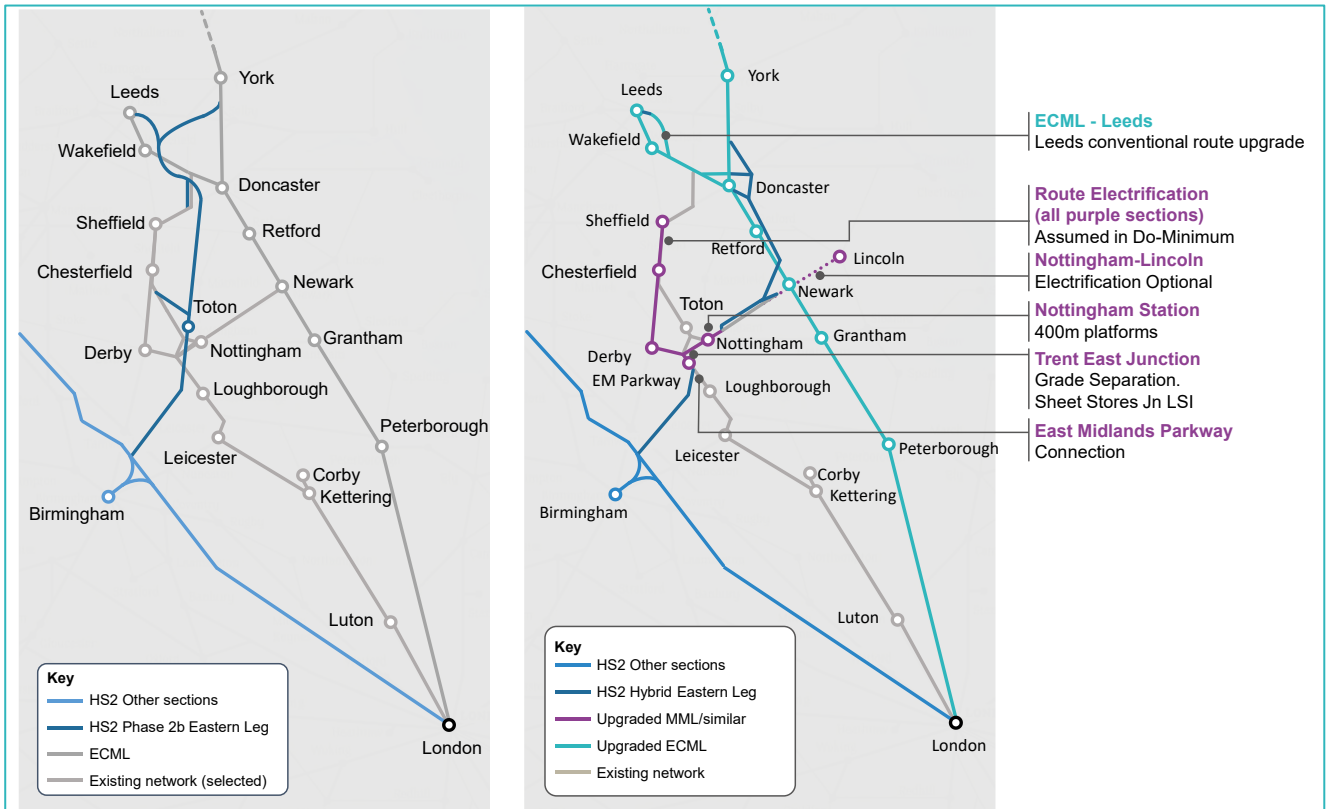 York
Leeds
Wakefield
Doncaster
Sheffield
Retford
Chesterfield
Newark
Toton
Grantham
Derby
Nottingham
Loughborough
Peterborough
Leicester
Corby
Kettering
Birmingham
Luton
London
Key
HS2 Other sections
HS2 Phase 2b Eastern Leg
ECML
Existing network (selected)
York
Leeds
Wakefield
Doncaster
Sheffield
Retford
Lincoln
Chesterfield
Newark
Toton
Nottingham
Grantham
Derby
EM Parkway
Loughborough
Peterborough
Leicester
Corby
Kettering
Birmingham
Luton
London
Key
HS2 Other sections
HS2 Hybrid Eastern Leg
Upgraded MML/similar
Upgraded ECML
Existing network
ECML - Leeds
Leeds conventional route upgrade
Route Electrification
(all purple sections)
Assumed in Do-Minimum
Nottingham-Lincoln
Electrification Optional
Nottingham Station
400m platforms
Trent East Junction
Grade Separation.
Sheet Stores Jn LSI
East Midlands Parkway
Connection